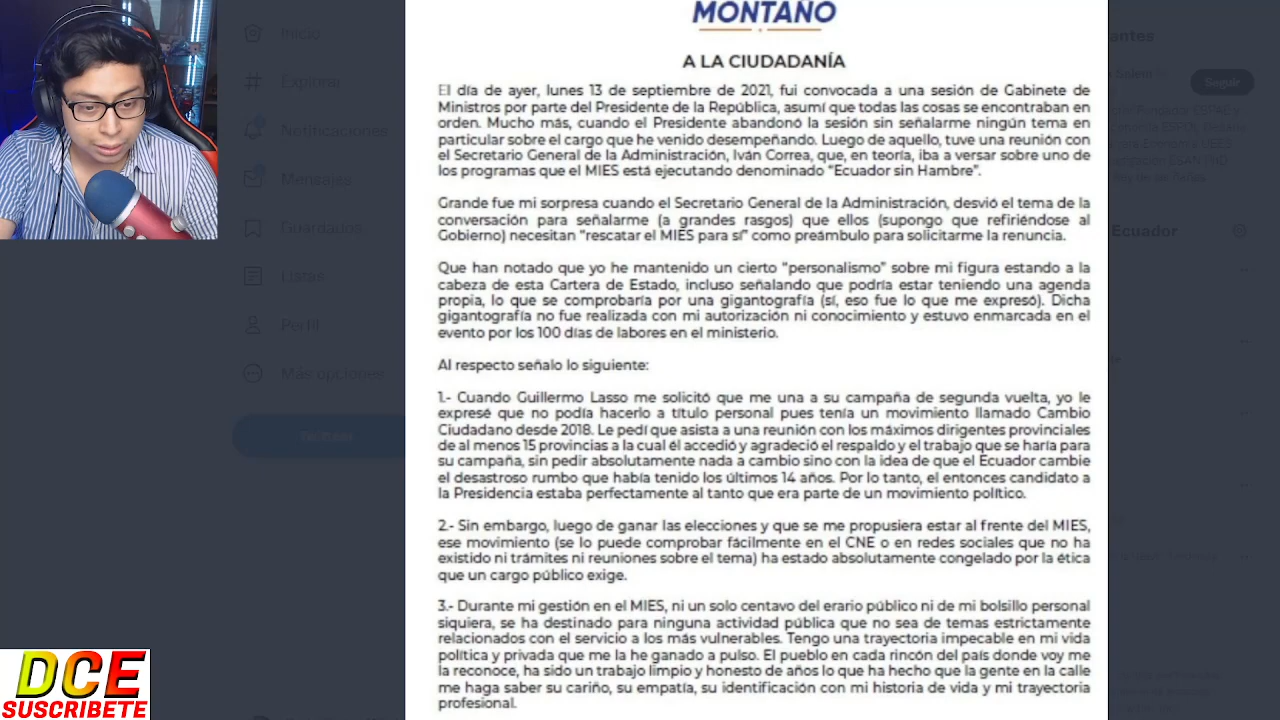 MONTAÑO
A LA CIUDADANÍA
El día de ayer, lunes 13 de septiembre de 2021, fui convocada a una sesión de Gabinete de
Ministros por parte del Presidente de la República, asumí que todas las cosas se encontraban en
orden. Mucho más, cuando el Presidente abandonó la sesión sin señalarme ningún tema en
particular sobre el cargo que he venido desempeñando. Luego de aquello, tuve una reunión con
el Secretario General de la Administración, Iván Correa, que, en teoría, iba a versar sobre uno de
los programas que el MIES está ejecutando denominado “Ecuador sin Hambre”.
Grande fue mi sorpresa cuando el Secretario General de la Administración, desvió el tema de la
conversación para señalarme (a grandes rasgos) que ellos (supongo que refiriéndose al
Gobierno) necesitan “rescatar el MIES para sí” como preámbulo para solicitarme la renuncia.
Que han notado que yo he mantenido un cierto “personalismo” sobre mi figura estando a la
cabeza de esta Cartera de Estado, incluso señalando que podría estar teniendo una agenda
propia, lo que se comprobaría por una gigantografía (sí, eso fue lo que me expresó). Dicha
gigantografía no fue realizada con mi autorización ni conocimiento y estuvo enmarcada en el
evento por los 100 días de labores en el ministerio.
Al respecto señalo lo siguiente:
1.- Cuando Guillermo Lasso me solicitó que me una a su campaña de segunda vuelta, yo le
expresé que no podía hacerlo a título personal pues tenía un movimiento llamado Cambio
Ciudadano desde 2018. Le pedí que asista a una reunión con los máximos dirigentes provinciales
de al menos 15 provincias a la cual él accedió y agradeció el respaldo y el trabajo que se haría para
su campaña, sin pedir absolutamente nada a cambio sino con la idea de que el Ecuador cambie
el desastroso rumbo que había tenido los últimos 14 años. Por lo tanto, el entonces candidato a
la Presidencia estaba perfectamente al tanto que era parte de un movimiento político.
2.- Sin embargo, luego de ganar las elecciones y que se me propusiera estar al frente del MIES,
ese movimiento (se lo puede comprobar fácilmente en el CNE o en redes sociales que no ha
existido ni trámites ni reuniones sobre el tema) ha estado absolutamente congelado por la ética
que un cargo público exige.
3.- Durante mi gestión en el MIES, ni un solo centavo del erario público ni de mi bolsillo personal
siquiera, se ha destinado para ninguna actividad pública que no sea de temas estrictamente
relacionados con el servicio a los más vulnerables. Tengo una trayectoria impecable en mi vida
política y privada que me la he ganado a pulso. El pueblo en cada rincón del país donde voy me
la reconoce, ha sido un trabajo limpio y honesto de años lo que ha hecho que la gente en la calle
me haga saber su cariño, su empatía, su identificación con mi historia de vida y mi trayectoria
profesional.
Inicio
Explorar
Notificaciones
Mensajes
Guardados
Listas
Perfil
Más opciones
Seguir
Ecuador
DCE
SUSCRIBETE